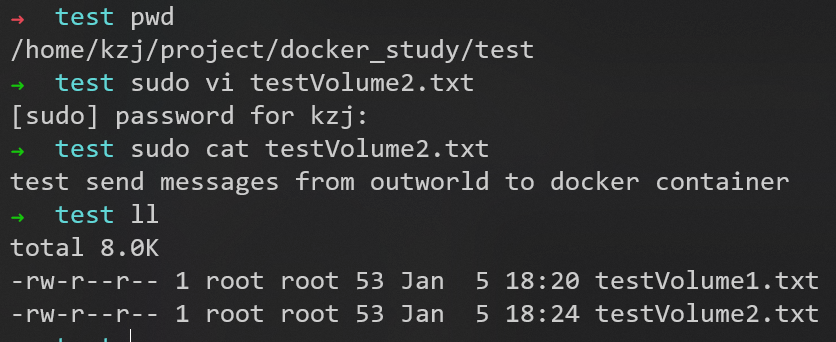 → test pwd
/home/kzj/project/docker_study/test
→ test sudo vi testVolume2.txt
[sudo] password for kzj:
→ test sudo cat testVolume2.txt
test send messages from outworld to docker container
→ test ll
total 8.0K
-rw-r--r-- 1 root root 53 Jan  5 18:20 testVolume1.txt
-rw-r--r-- 1 root root 53 Jan  5 18:24 testVolume2.txt